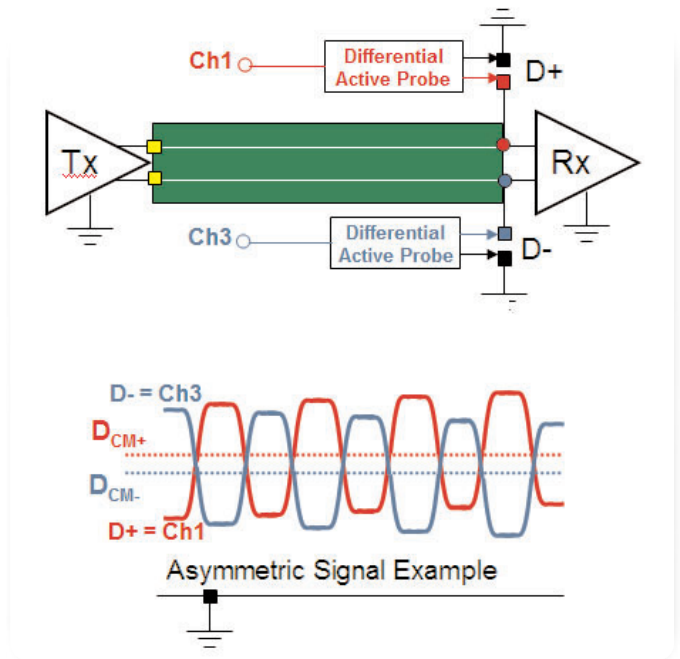 Ch1
Differential
Active Probe
D+
Tx
Rx
Ch3
Differential
Active Probe
D-
D- = Ch3
DCM+
DCM-
D+ = Ch1
Asymmetric Signal Example